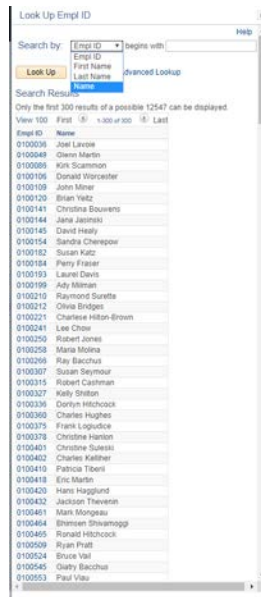 Look Up Empl ID
Help
Search by: Empl ID begins with
Empl ID
First Name
Last Name
Name
Look Up Advanced Lookup
Search Results
Only the first 300 results of a possible 12547 can be displayed.
View 100 First 1-300 of 300 Last
Empl ID Name
0100036 Joel Lavoie
0100049 Glenn Martin
0100086 Kirk Scammon
0100106 Donald Worcester
0100109 John Miner
0100120 Brian Yeitz
0100141 Christina Bouwens
0100144 Jana Jasinski
0100145 David Healy
0100154 Sandra Cherepow
0100182 Susan Katz
0100184 Perry Fraser
0100193 Laurel Davis
0100199 Ady Milman
0100210 Raymond Surette
0100212 Olivia Bridges
0100221 Charlese Hilton-Brown
0100241 Lee Chow
0100250 Robert Jones
0100258 Maria Molina
0100266 Ray Bacchus
0100307 Susan Seymour
0100315 Robert Cashman
0100327 Kelly Shilton
0100336 Dorilyn Hitchcock
0100360 Charles Hughes
0100375 Frank Logiudice
0100378 Christine Hanlon
0100401 Christine Suleski
0100402 Charles Kelliher
0100410 Patricia Tiberii
0100418 Eric Martin
0100420 Hans Hagglund
0100432 Jackson Thevenin
0100461 Mark Mongeau
0100464 Bhimsen Shivamoggi
0100465 Ronald Hitchcock
0100509 Ryan Pratt
0100524 Bruce Vail
0100545 Bacchus
0100553 Paul Viau